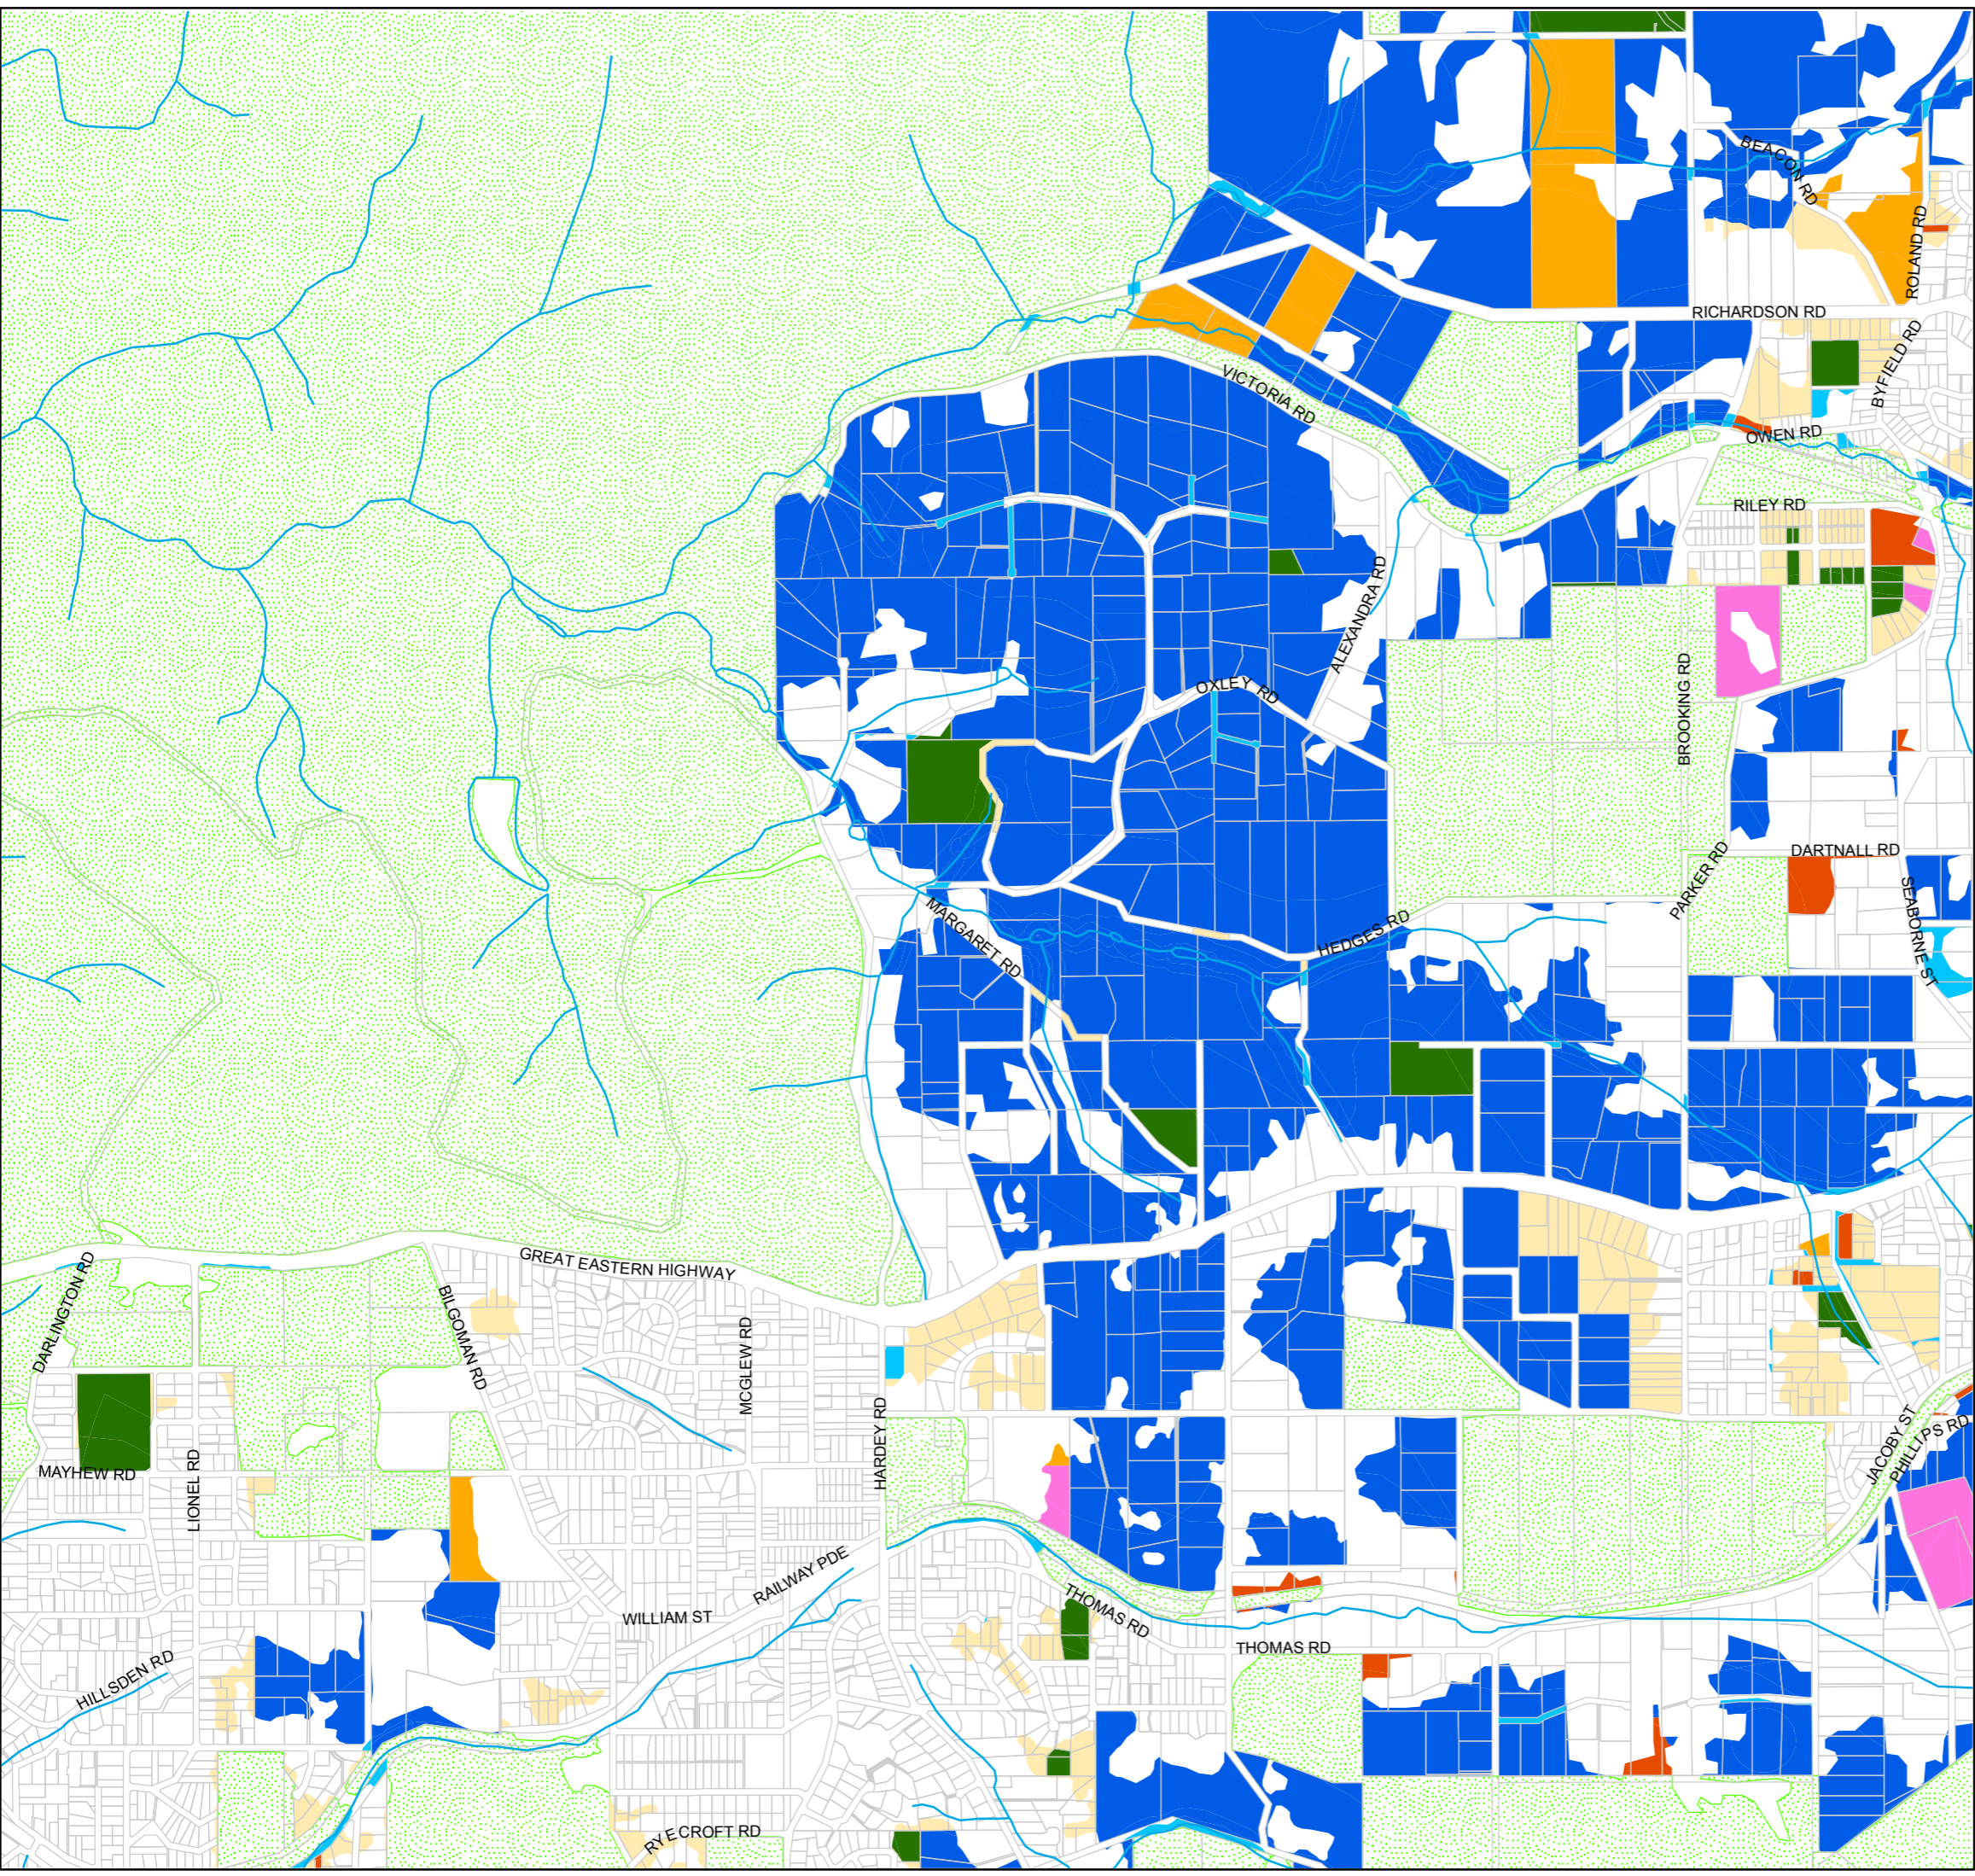 BEACON RD
ROLAND RD
RICHARDSON RD
BYFIELD RD
VICTORIA RD
OWEN RD
RILEY RD
ALEXANDRA RD
OXLEY RD
BROOKING RD
DARTNALL RD
PARKER RD
SEABORNE ST
MARGARET RD
HEDGES RD
GREAT EASTERN HIGHWAY
DARLINGTON RD
BILGOMAN RD
MCGLEW RD
HARDEY RD
JACOBY ST
PHILLIPS RD
MAYHEW RD
LIONEL RD
RAILWAY PDE
THOMAS RD
WILLIAM ST
THOMAS RD
HILLSDEN RD
RYECROFT RD